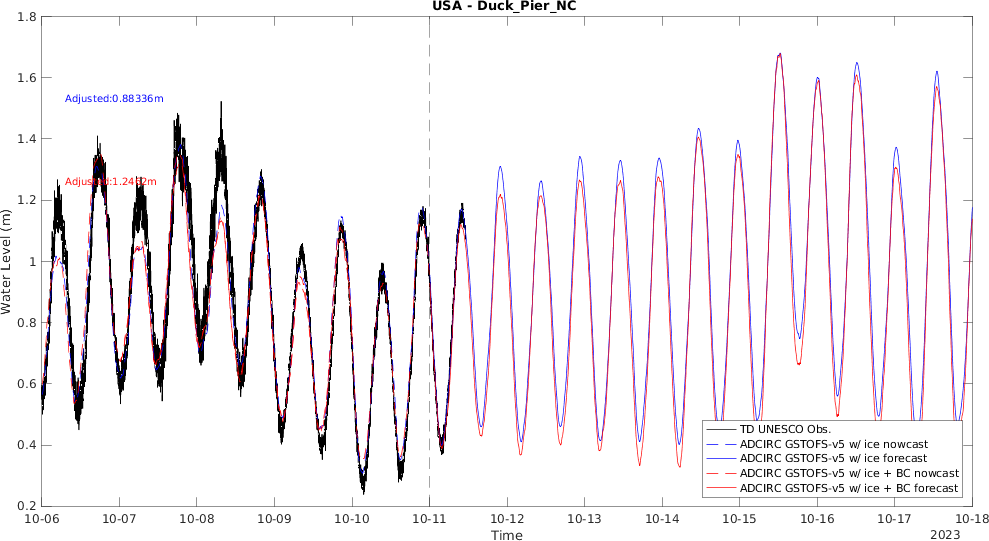 USA - Duck_Pier_NC
1.8
1.6
1.4
1.2
1
0.8
0.6
0.4
0.2
Water Level (m)
Adjusted:0.88336m
TD UNESCO Obs.
ADCIRC GSTOFS-v5 w/ ice nowcast
ADCIRC GSTOFS-v5 w/ ice forecast
ADCIRC GSTOFS-v5 w/ ice + BC nowcast
ADCIRC GSTOFS-v5 w/ ice + BC forecast
10-06 10-07 10-08 10-09 10-10 10-11 10-12 10-13 10-14 10-15 10-16 10-17 10-18
Time
2023